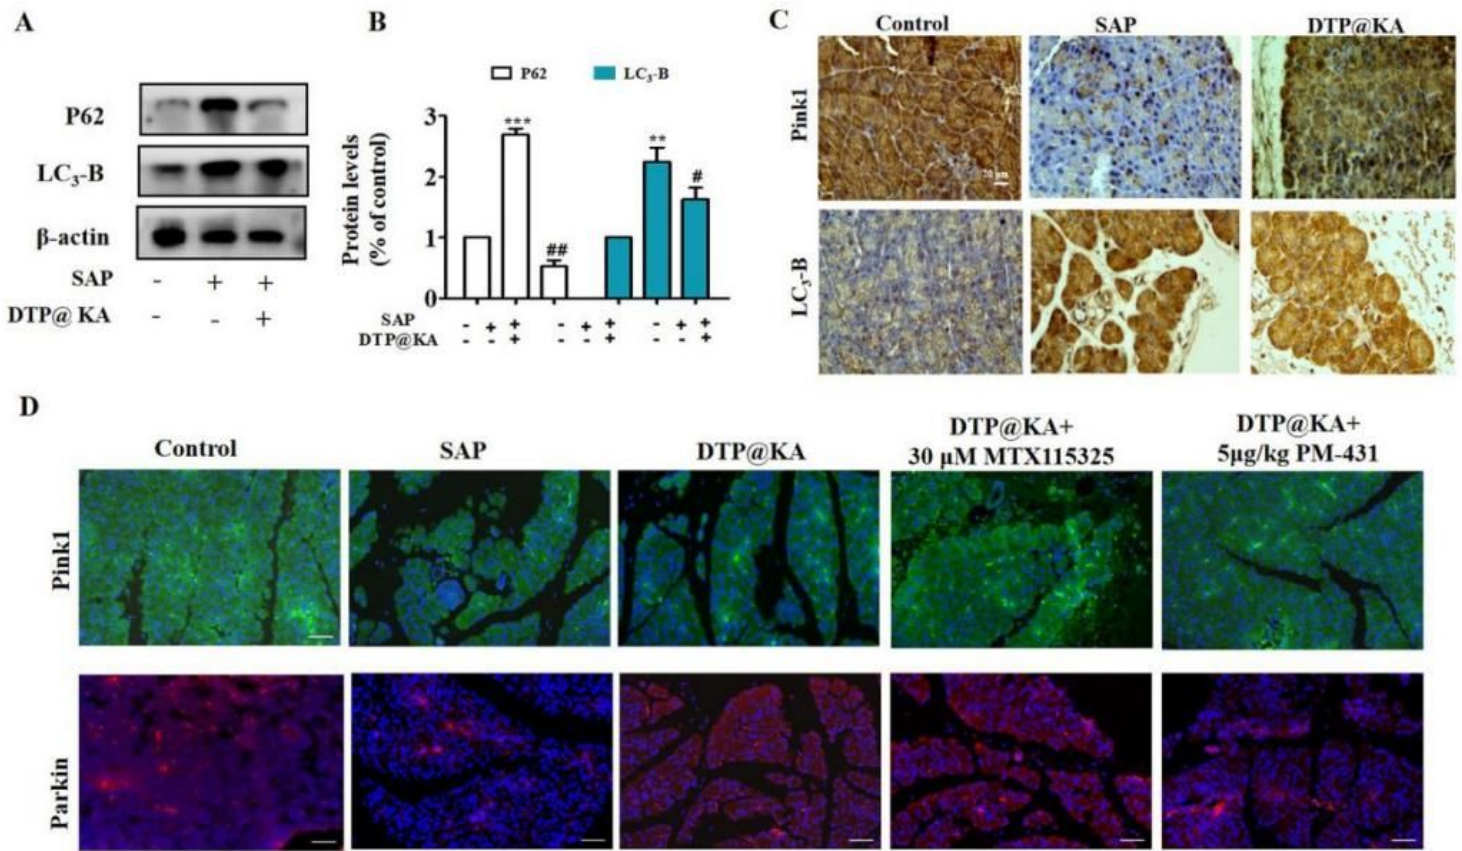 A
P62
LC₃-B
β-actin
SAP - + +
DTP@ KA - - +
B
P62 LC₃-B
Protein levels
(% of control)
3
2
1
0
***
##
**
#
SAP - + + - + + - + +
DTP@KA - + - - + - - +
C
Control SAP DTP@KA
Pink1
20 μm
LC₃-B
D
Control SAP DTP@KA DTP@KA+
30 μM MTX115325 DTP@KA+
5μg/kg PM-431
Pink1
Parkin